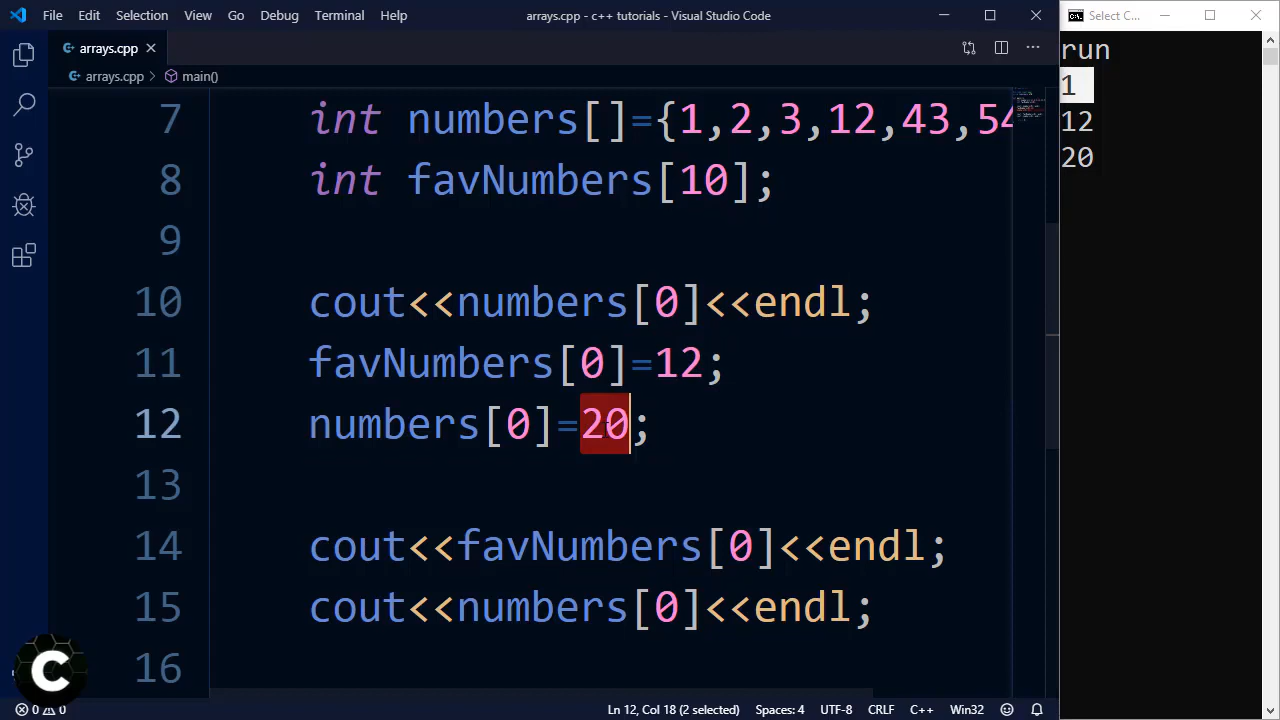 File Edit Selection View Go Debug Terminal Help
arrays.cpp - c++ tutorials - Visual Studio Code
Select C...
arrays.cpp
arrays.cpp > main()
7 int numbers[]={1,2,3,12,43,54
8 int favNumbers[10];
9
10 cout<<numbers[0]<<endl;
11 favNumbers[0]=12;
12 numbers[0]=20;
13
14 cout<<favNumbers[0]<<endl;
15 cout<<numbers[0]<<endl;
16
run
1
12
20
C
0 0 Ln 12, Col 18 (2 selected) Spaces: 4 UTF-8 CRLF C++ Win32